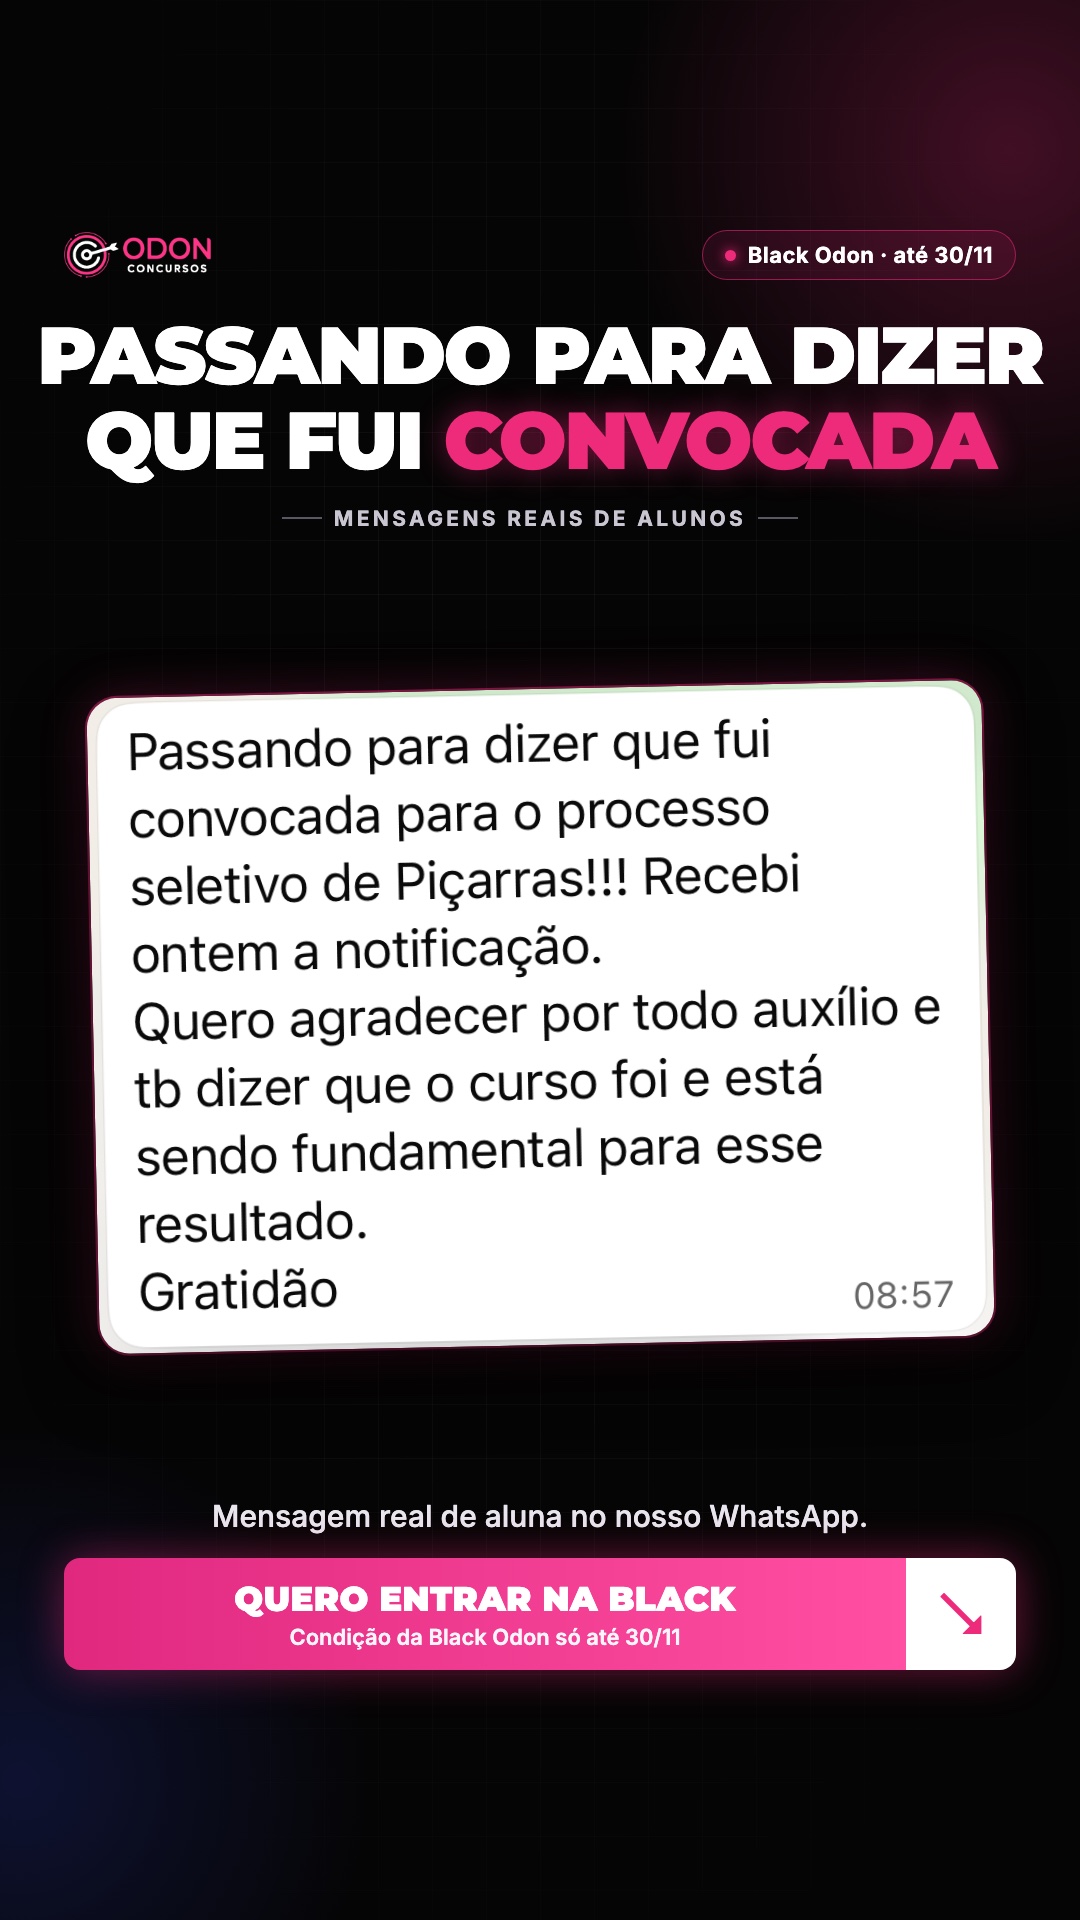 ODON
CONCURSOS
Black Odon · até 30/11
PASSANDO PARA DIZER
QUE FUI CONVOCADA
MENSAGENS REAIS DE ALUNOS
Passando para dizer que fui
convocada para o processo
seletivo de Piçarras!!! Recebi
ontem a notificação.
Quero agradecer por todo auxílio e
tb dizer que o curso foi e está
sendo fundamental para esse
resultado.
Gratidão
08:57
Mensagem real de aluna no nosso WhatsApp.
QUERO ENTRAR NA BLACK
Condição da Black Odon só até 30/11